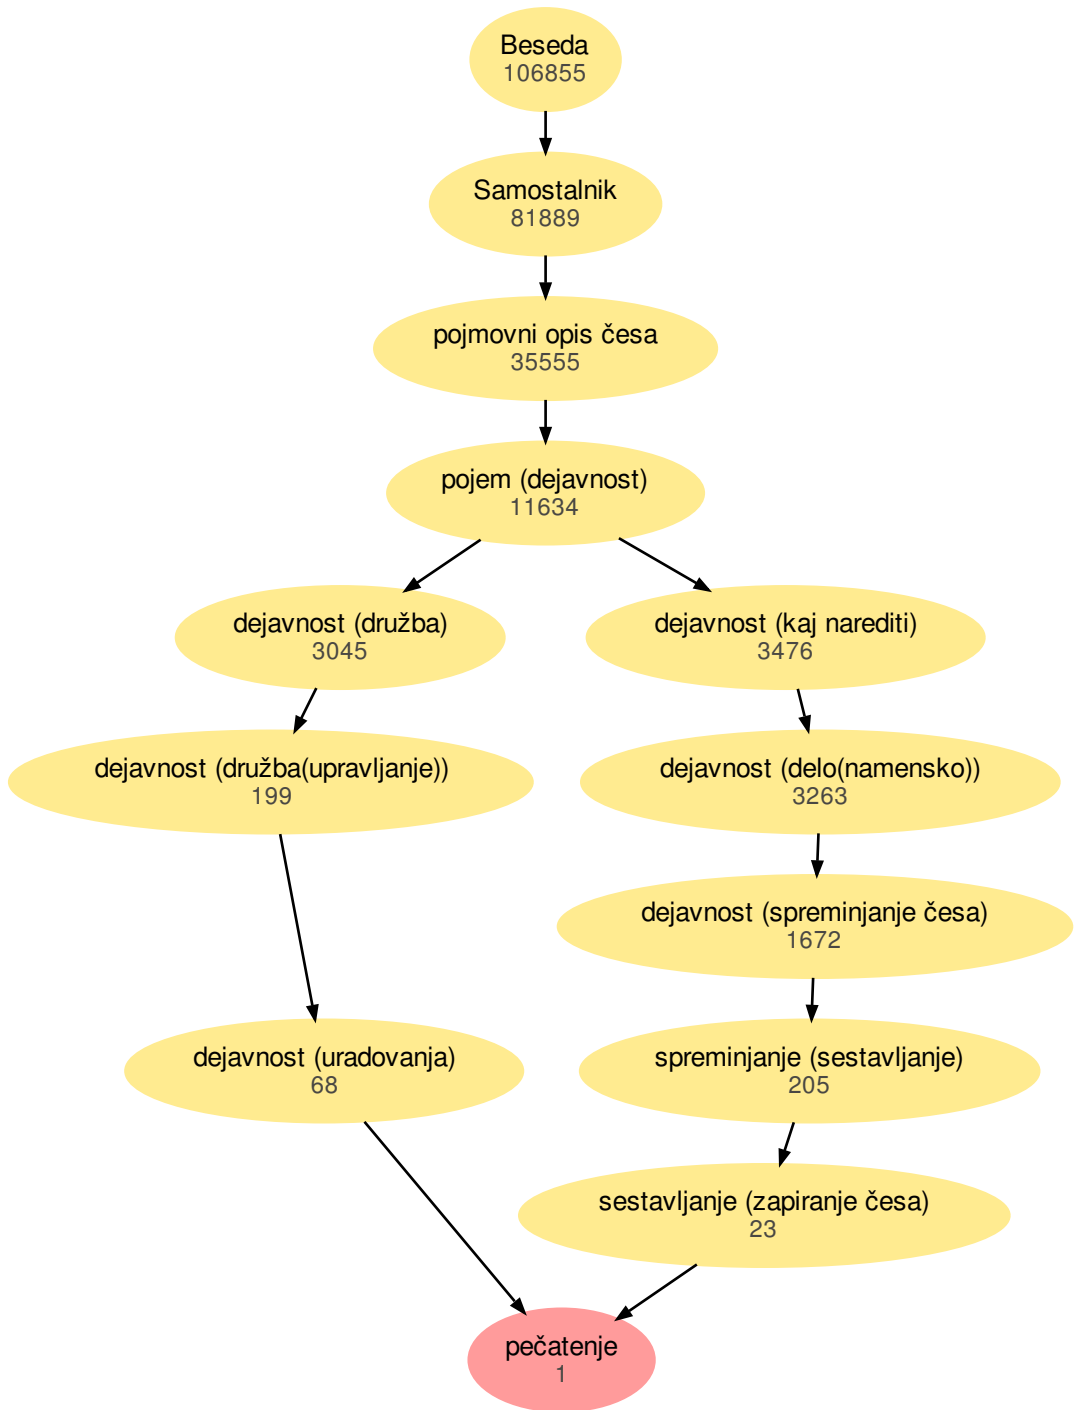 Beseda
106855
Samostalnik
81889
pojmovni opis česa
35555
pojem (dejavnost)
11634
dejavnost (družba)
3045
dejavnost (kaj narediti)
3476
dejavnost (družba(upravljanje))
199
dejavnost (delo(namensko))
3263
dejavnost (spreminjanje česa)
1672
dejavnost (uradovanja)
68
spreminjanje (sestavljanje)
205
sestavljanje (zapiranje česa)
23
pečatenje
1